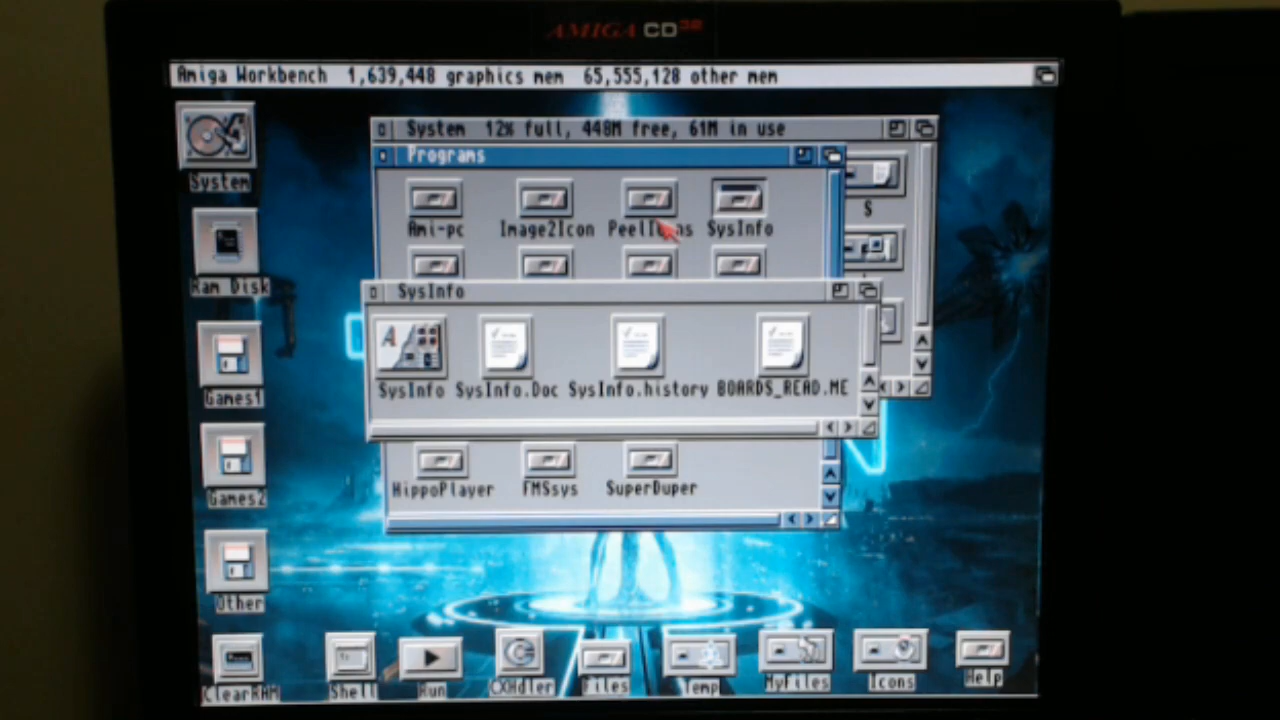 AMIGA CD32
Amiga Workbench 1,639,448 graphics mem 65,555,128 other mem
System 12% full, 448M free, 61M in use
Programs
System
Ami-pc Image2Icon PeelIcons SysInfo
S
Ram Disk
SysInfo
SysInfo SysInfo.Doc SysInfo.history BOARDS_READ.ME
Games1
HippoPlayer FMSsys SuperDuper
Games2
Other
ClearRAM Shell Run CXHdler Files Temp MyFiles Icons Help